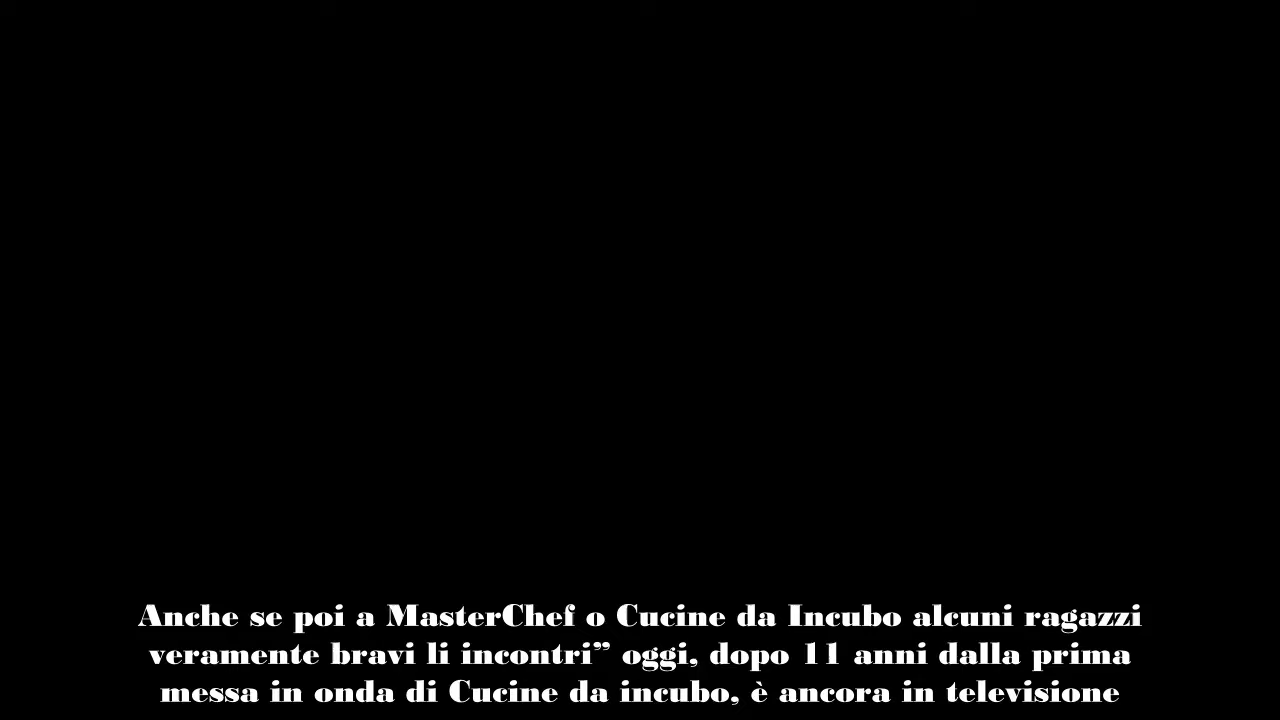 Anche se poi a MasterChef o Cucine da Incubo alcuni ragazzi
veramente bravi li incontri” oggi, dopo 11 anni dalla prima
messa in onda di Cucine da incubo, è ancora in televisione